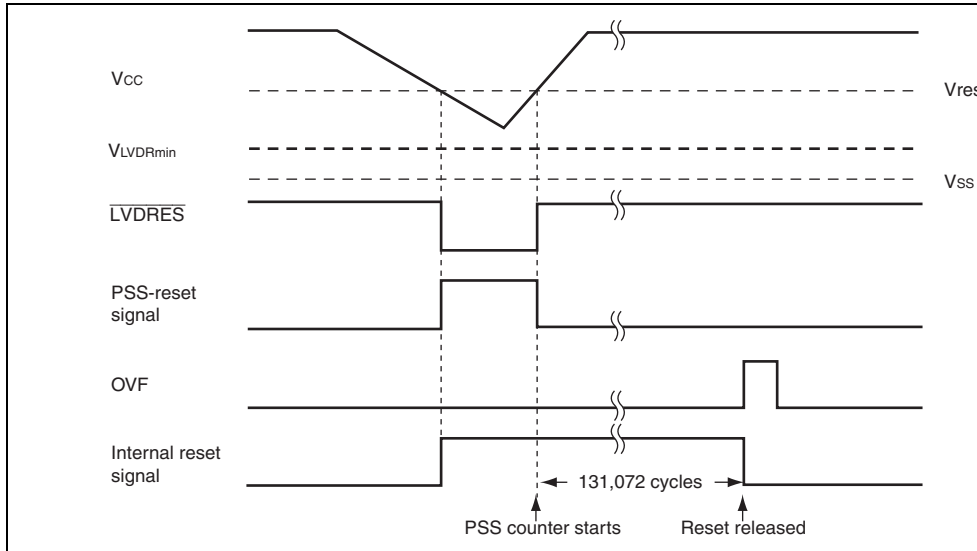 Vcc
Vres
VLVDRmin
Vss
LVDRES
PSS-reset
signal
OVF
Internal reset
signal
131,072 cycles
PSS counter starts
Reset released